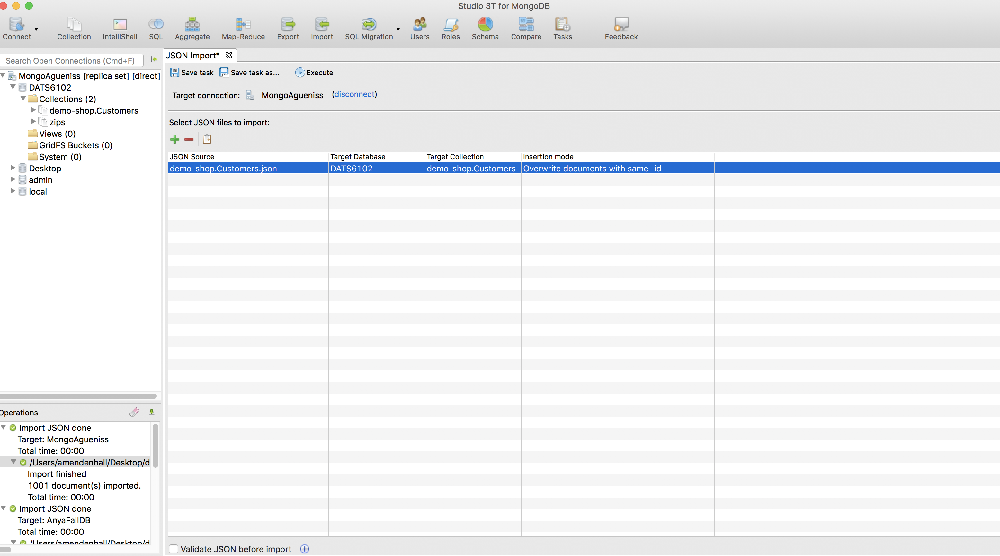 Studio 3T for MongoDB
Connect Collection IntelliShell SQL Aggregate Map-Reduce Export Import SQL Migration Users Roles Schema Compare Tasks Feedback
Search Open Connections (Cmd+F)
MongoAgueniss [replica set] [direct]
DATS6102
Collections (2)
demo-shop.Customers
zips
Views (0)
GridFS Buckets (0)
System (0)
Desktop
admin
local
JSON Import*
Save task Save task as... Execute
Target connection: MongoAgueniss (disconnect)
Select JSON files to import:
JSON Source Target Database Target Collection Insertion mode
demo-shop.Customers.json DATS6102 demo-shop.Customers Overwrite documents with same _id
Operations
Import JSON done
Target: MongoAgueniss
Total time: 00:00
/Users/amendenhall/Desktop/d
Import finished
1001 document(s) imported.
Total time: 00:00
Import JSON done
Target: AnyaFallDB
Total time: 00:00
/Users/amendenhall/Desktop/d
Validate JSON before import